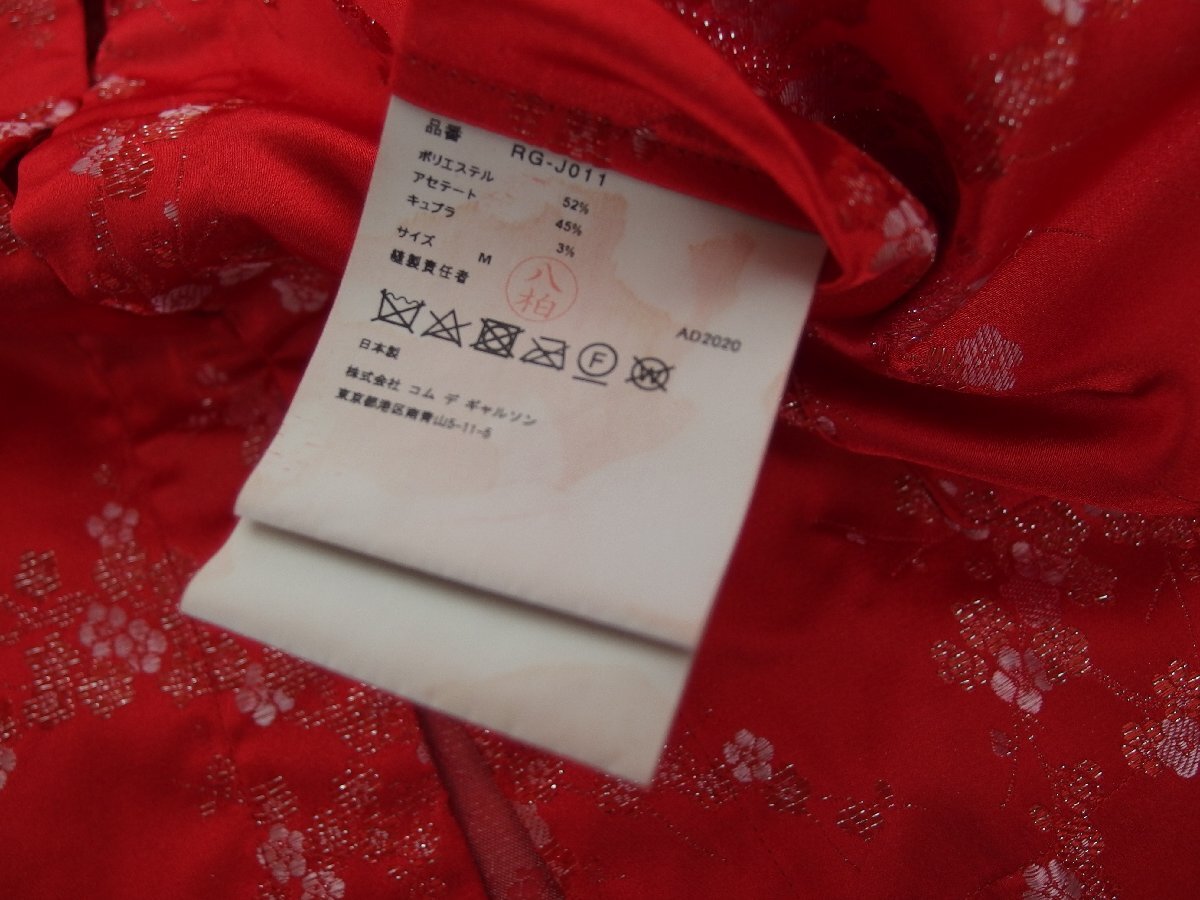 品番 RG-J011
ポリエステル 52%
アセテート 45%
キュプラ 3%
サイズ M
縫製責任者 八柏
AD2020
F
W
日本製
株式会社 コム デ ギャルソン
東京都港区南青山5-11-5